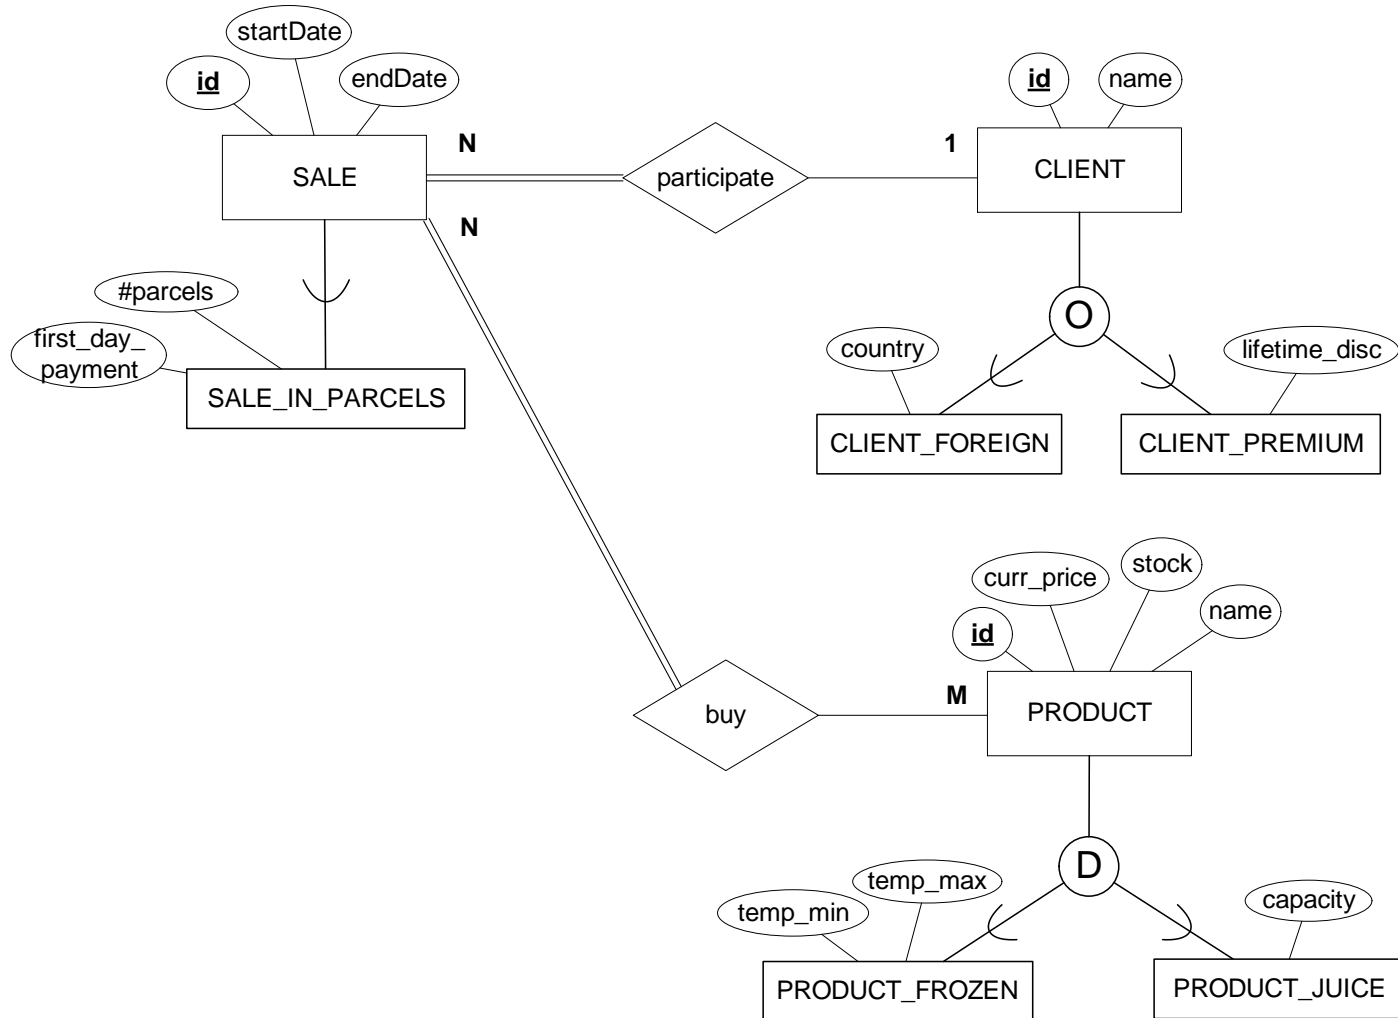 startDate
id
endDate
id
name
N
1
SALE
participate
CLIENT
N
#parcels
first_day_
payment
SALE_IN_PARCELS
O
country
lifetime_disc
CLIENT_FOREIGN
CLIENT_PREMIUM
curr_price
stock
name
id
M
buy
PRODUCT
D
temp_max
temp_min
capacity
PRODUCT_FROZEN
PRODUCT_JUICE